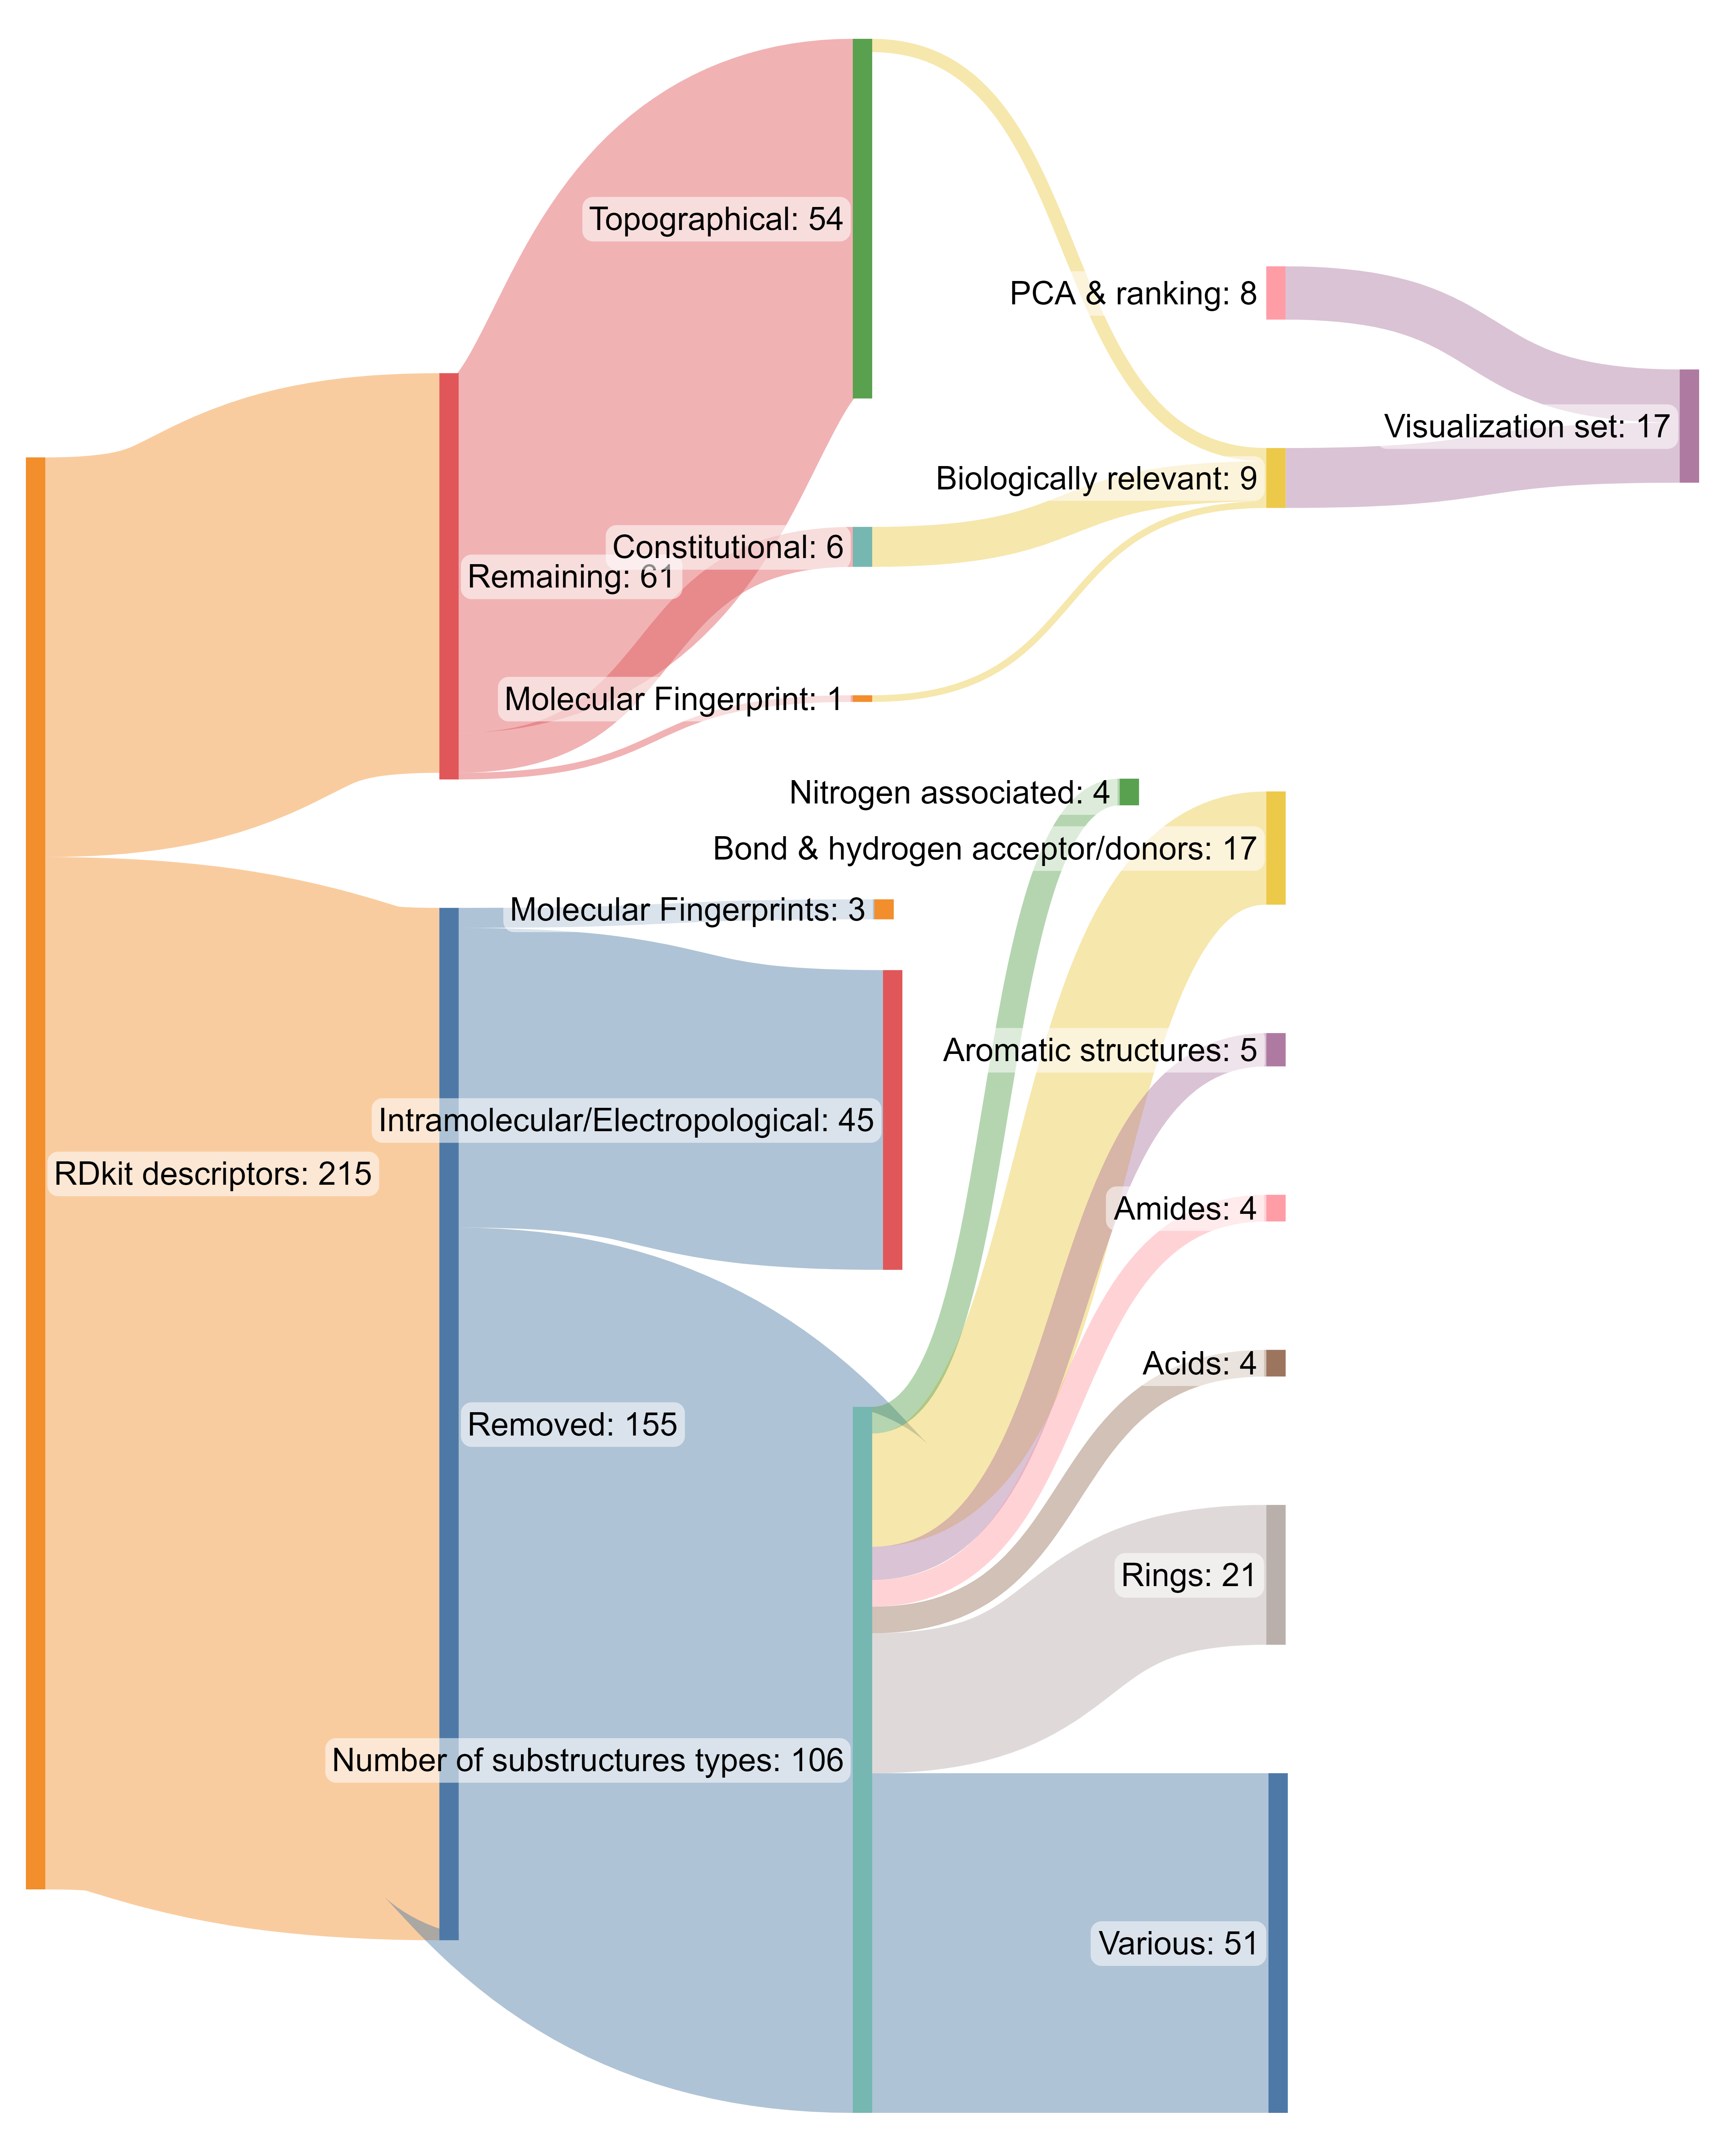 Topographical: 54
PCA & ranking: 8
Visualization set: 17
Biologically relevant: 9
Constitutional: 6
Remaining: 61
Molecular Fingerprint: 1
Nitrogen associated: 4
Bond & hydrogen acceptor/donors: 17
Molecular Fingerprints: 3
Aromatic structures: 5
Intramolecular/Electropological: 45
RDkit descriptors: 215
Amides: 4
Acids: 4
Removed: 155
Rings: 21
Number of substructures types: 106
Various: 51